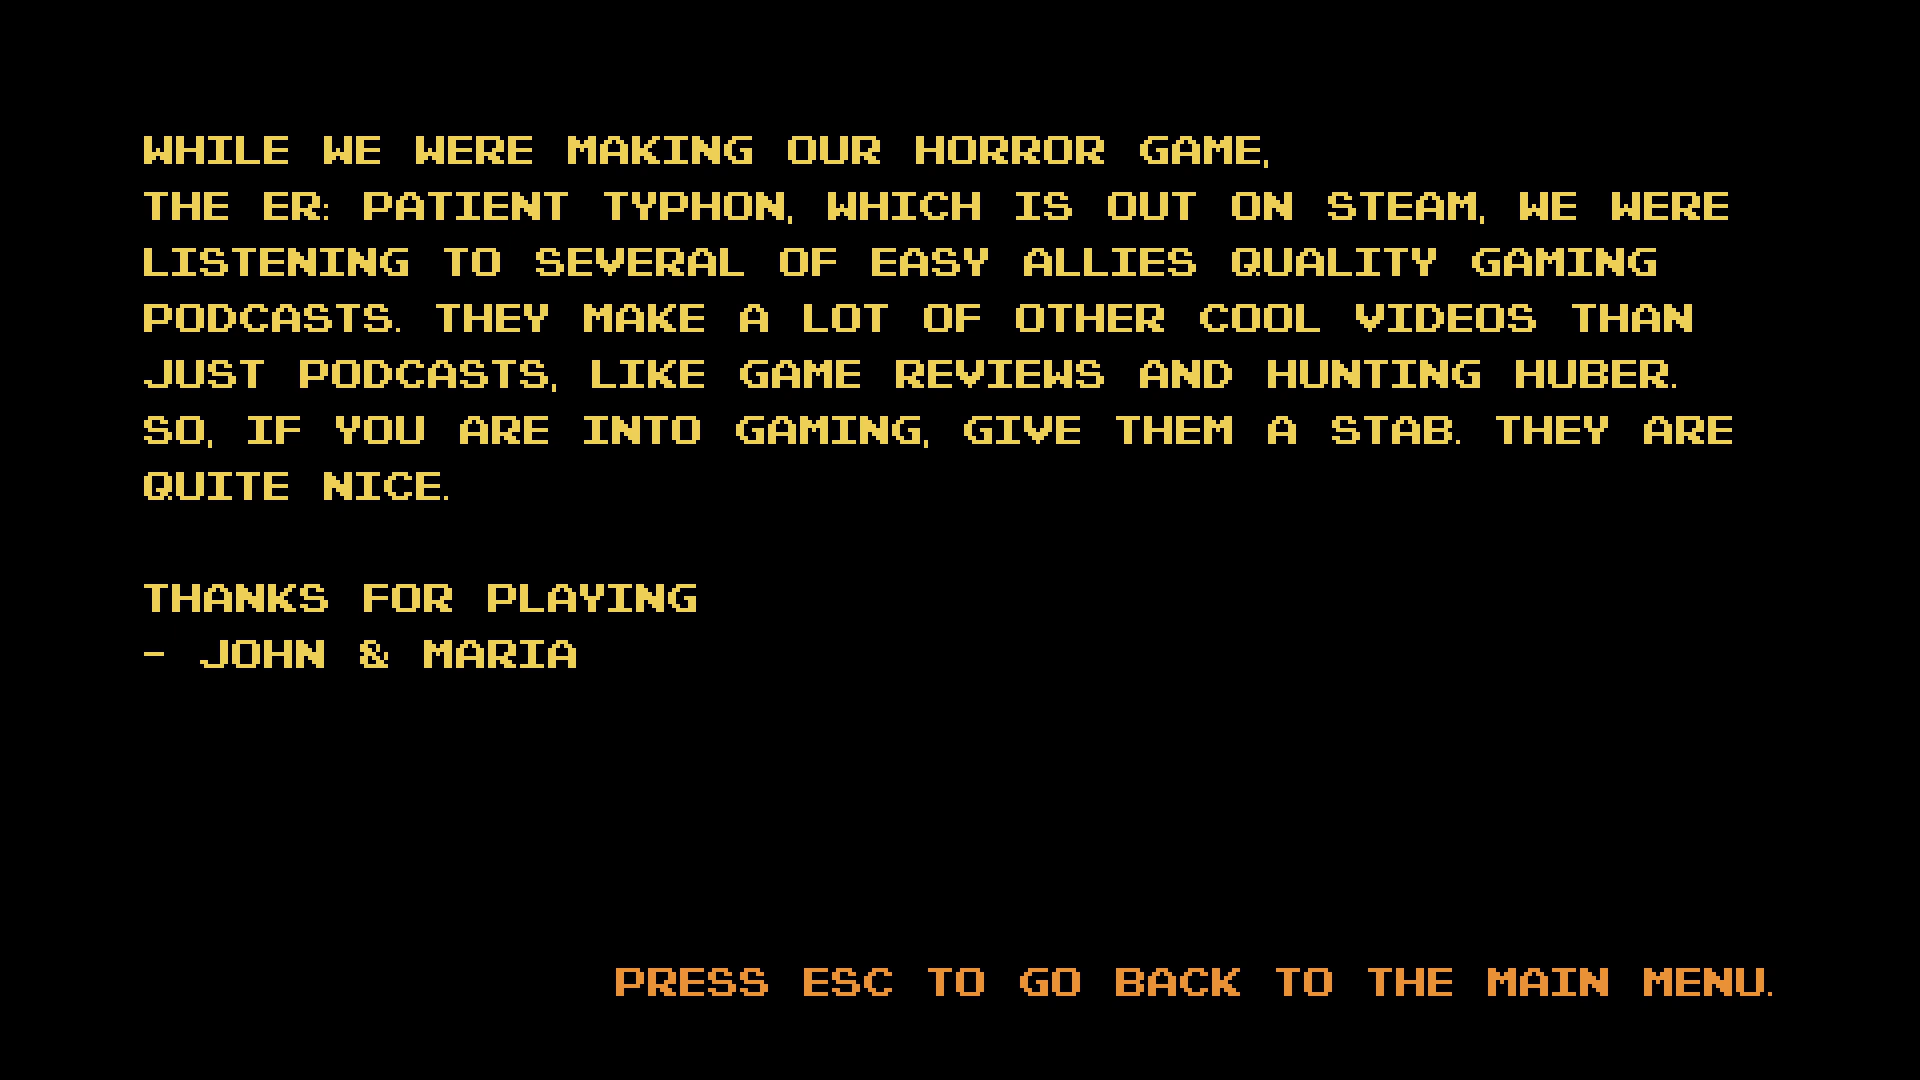 WHILE WE WERE MAKING OUR HORROR GAME,
THE ER: PATIENT TYPHON, WHICH IS OUT ON STEAM, WE WERE
LISTENING TO SEVERAL OF EASY ALLIES QUALITY GAMING
PODCASTS. THEY MAKE A LOT OF OTHER COOL VIDEOS THAN
JUST PODCASTS, LIKE GAME REVIEWS AND HUNTING HUBER.
SO, IF YOU ARE INTO GAMING, GIVE THEM A STAB. THEY ARE
QUITE NICE.
THANKS FOR PLAYING
- JOHN & MARIA
PRESS ESC TO GO BACK TO THE MAIN MENU.